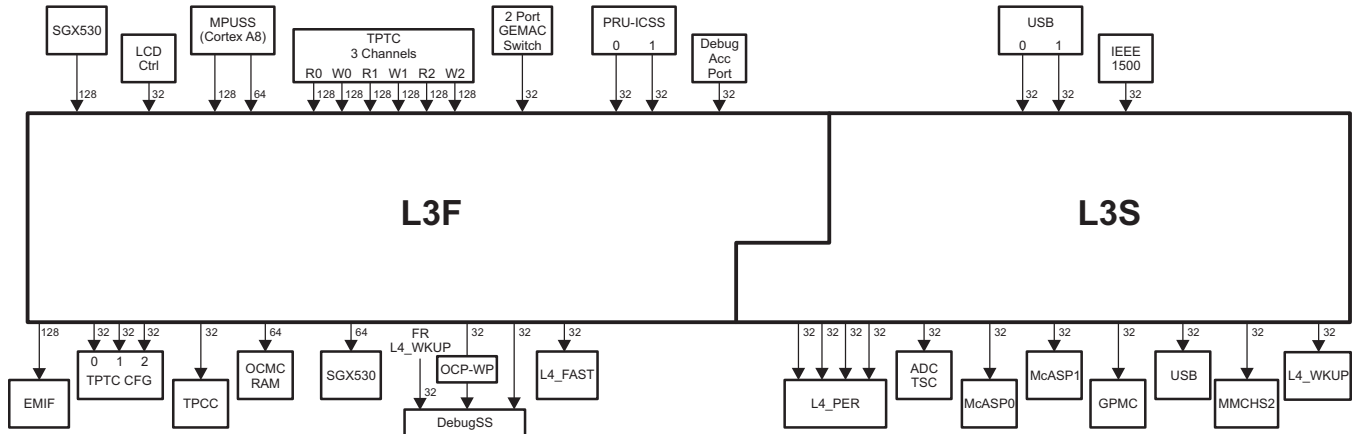 SGX530
LCD
Ctrl
MPUSS
(Cortex A8)
TPTC
3 Channels
R0 W0 R1 W1 R2 W2
2 Port
GEMAC
Switch
PRU-ICSS
0 1
Debug
Acc
Port
USB
0 1
IEEE
1500
128
32
128
64
128 128 128 128 128 128
32
32
32
32
32
32
32
L3F
L3S
128
32 32 32
32
64
64
FR
L4_WKUP
32
32
32
32
32 32 32 32
32
32
32
32
32
32
32
0 1 2
TPTC CFG
EMIF
TPCC
OCMC
RAM
SGX530
OCP-WP
L4_FAST
DebugSS
L4_PER
ADC
TSC
McASP0
McASP1
GPMC
USB
MMCHS2
L4_WKUP